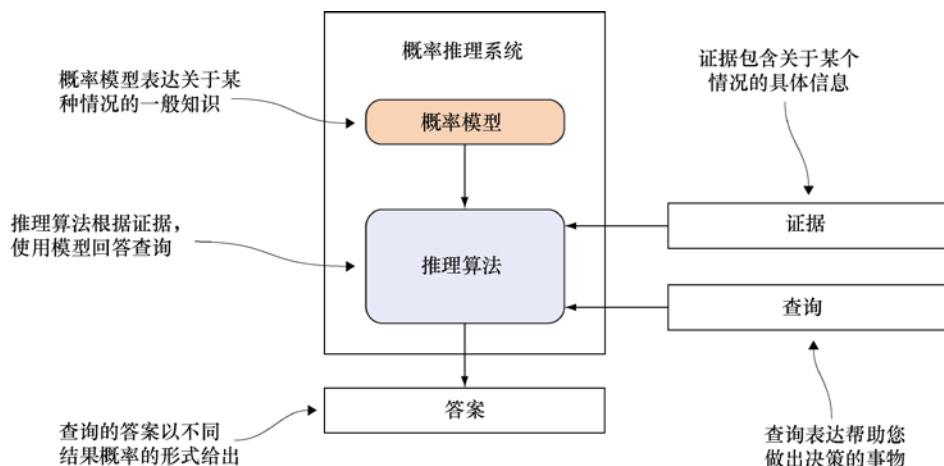 概率推理系统
概率模型表达关于某
种情况的一般知识
概率模型
证据包含关于某个
情况的具体信息
推理算法根据证据，
使用模型回答查询
推理算法
证据
查询
答案
查询的答案以不同
结果概率的形式给出
查询表达帮助您
做出决策的事物